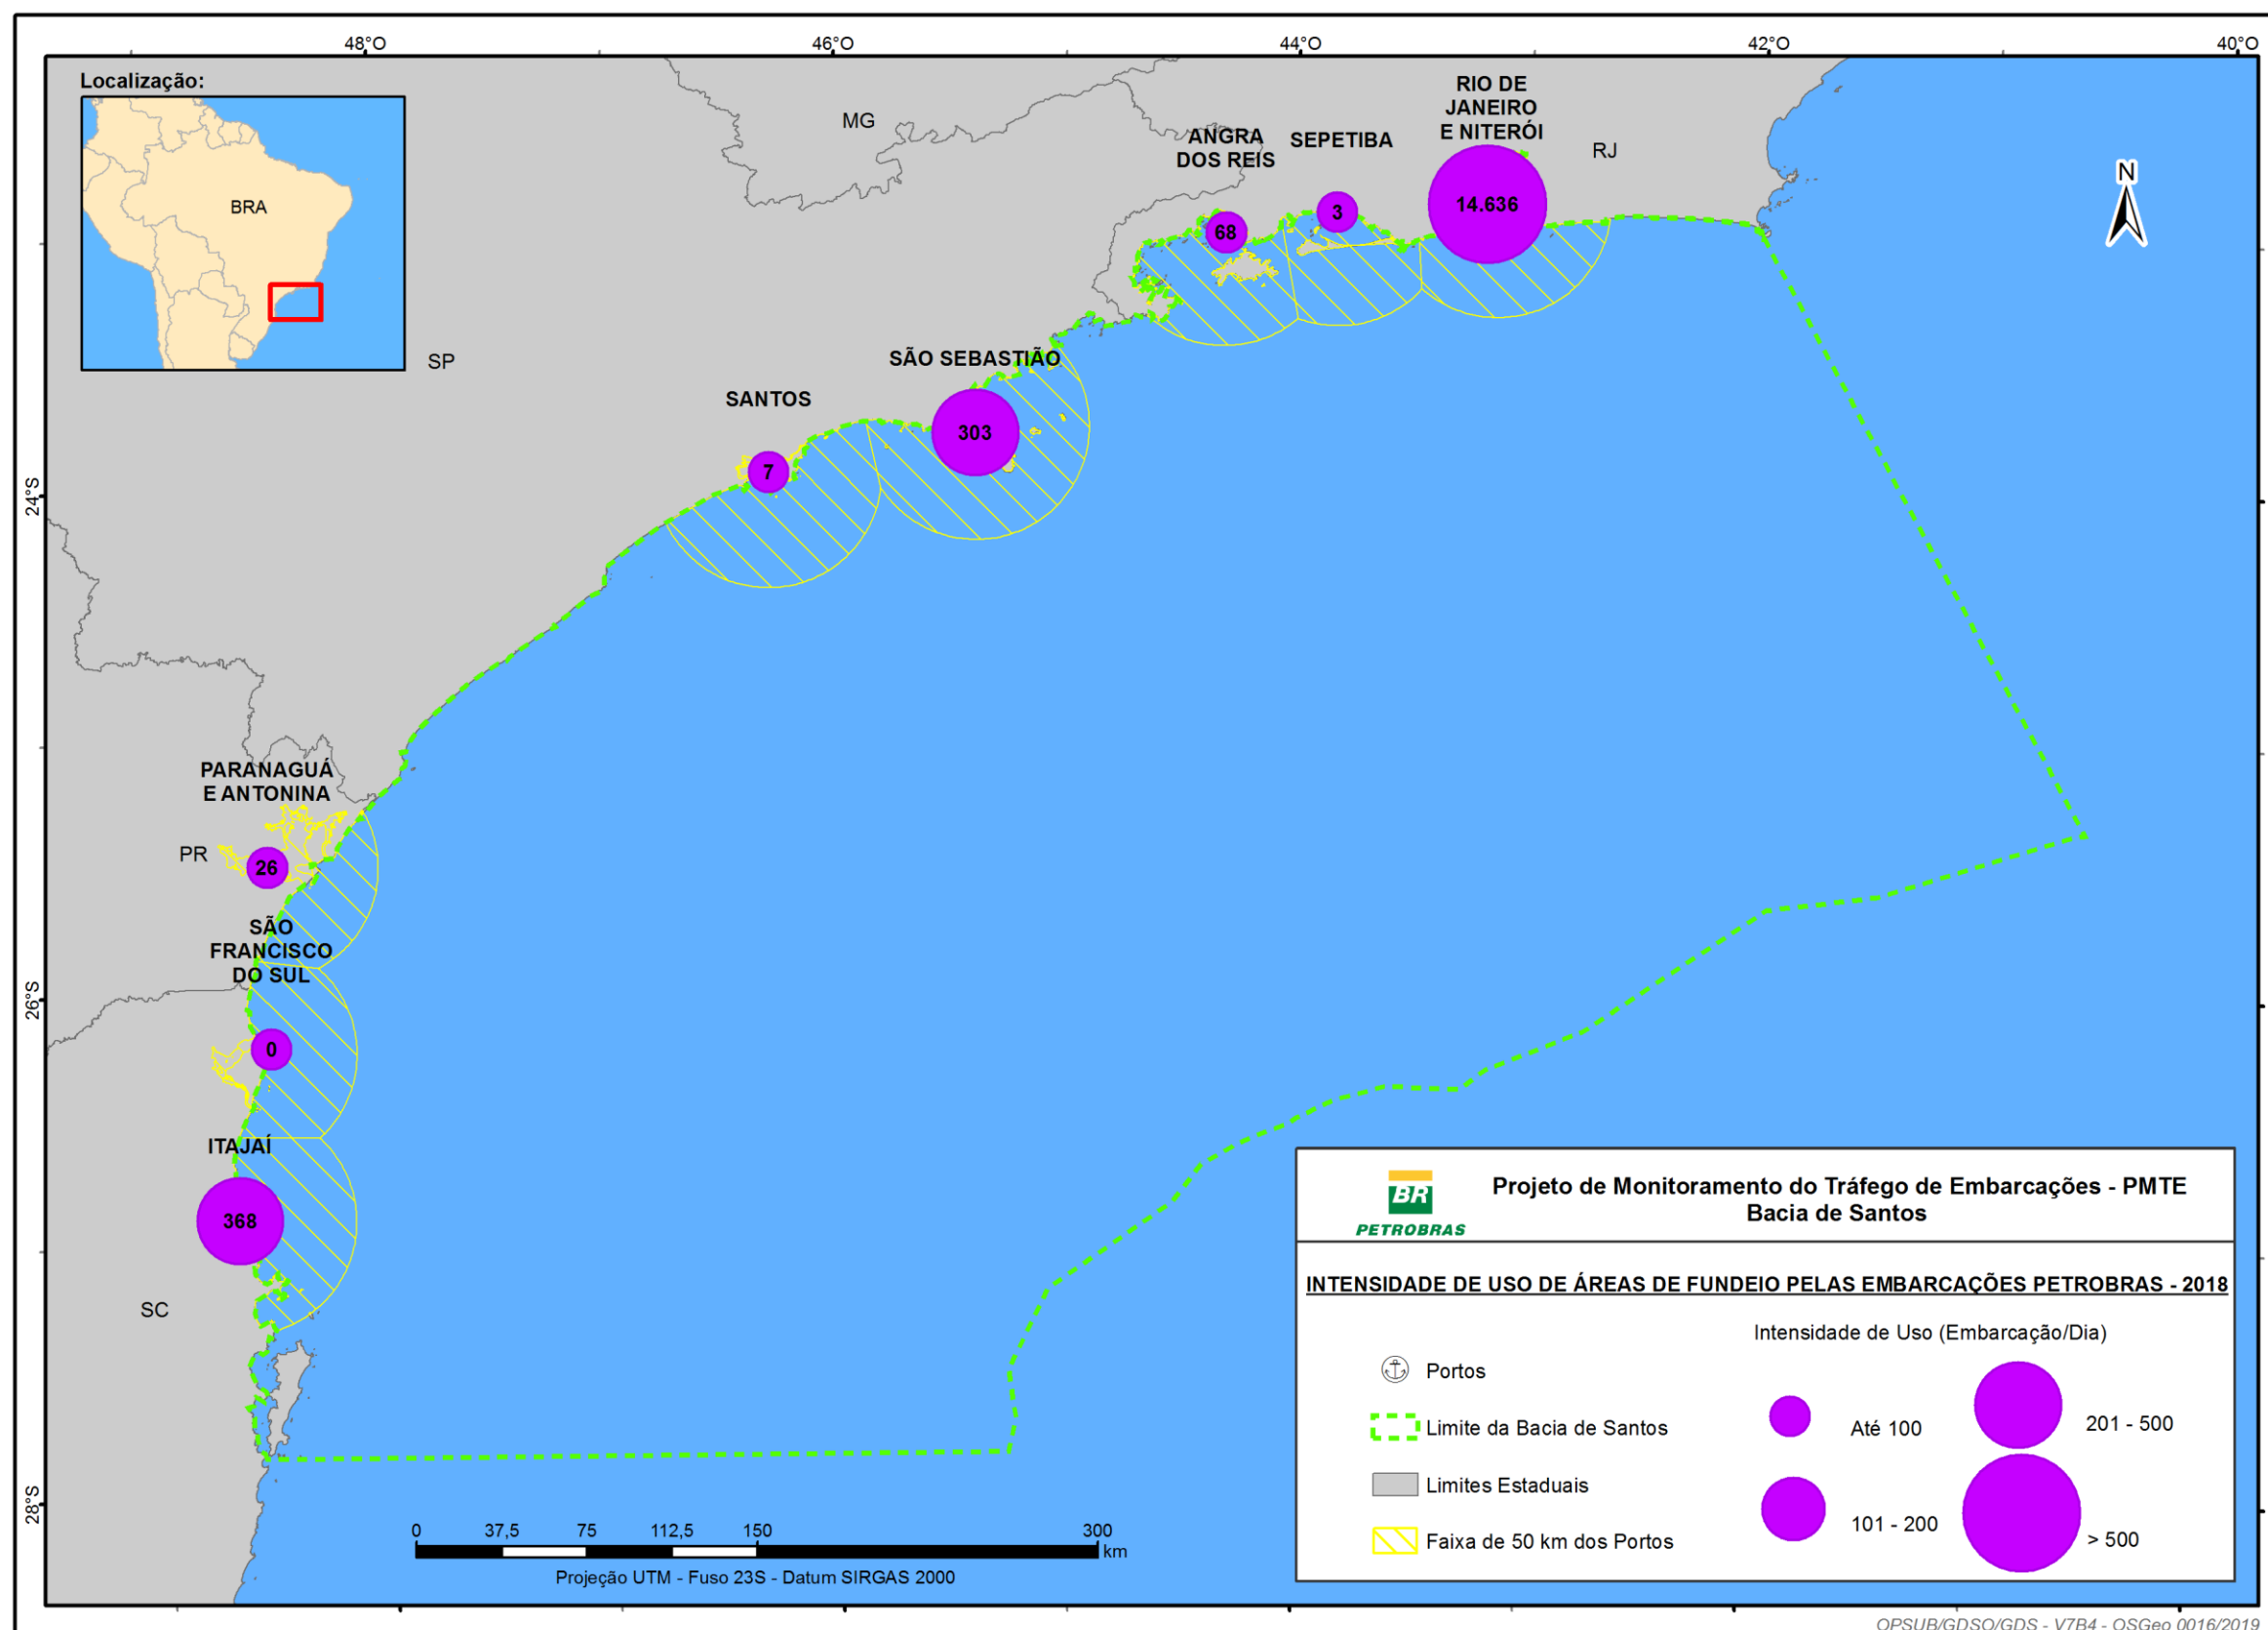 48°O
46°O
44°O
42°O
40°O
Localização:
BRA
MG
SP
RJ
PR
SC
N
RIO DE
JANEIRO
E NITERÓI
14.636
SEPETIBA
3
ANGRA
DOS REIS
68
SÃO SEBASTIÃO
303
SANTOS
7
PARANAGUÁ
E ANTONINA
26
SÃO
FRANCISCO
DO SUL
0
ITAJAÍ
368
24°S
26°S
28°S
0 37,5 75 112,5 150 300
km
Projeção UTM - Fuso 23S - Datum SIRGAS 2000
BR
PETROBRAS
Projeto de Monitoramento do Tráfego de Embarcações - PMTE
Bacia de Santos
INTENSIDADE DE USO DE ÁREAS DE FUNDEIO PELAS EMBARCAÇÕES PETROBRAS - 2018
Portos
Limite da Bacia de Santos
Limites Estaduais
Faixa de 50 km dos Portos
Intensidade de Uso (Embarcação/Dia)
Até 100
101 - 200
201 - 500
> 500
OPSUB/GDSO/GDS - V7B4 - OSGeo 0016/2019